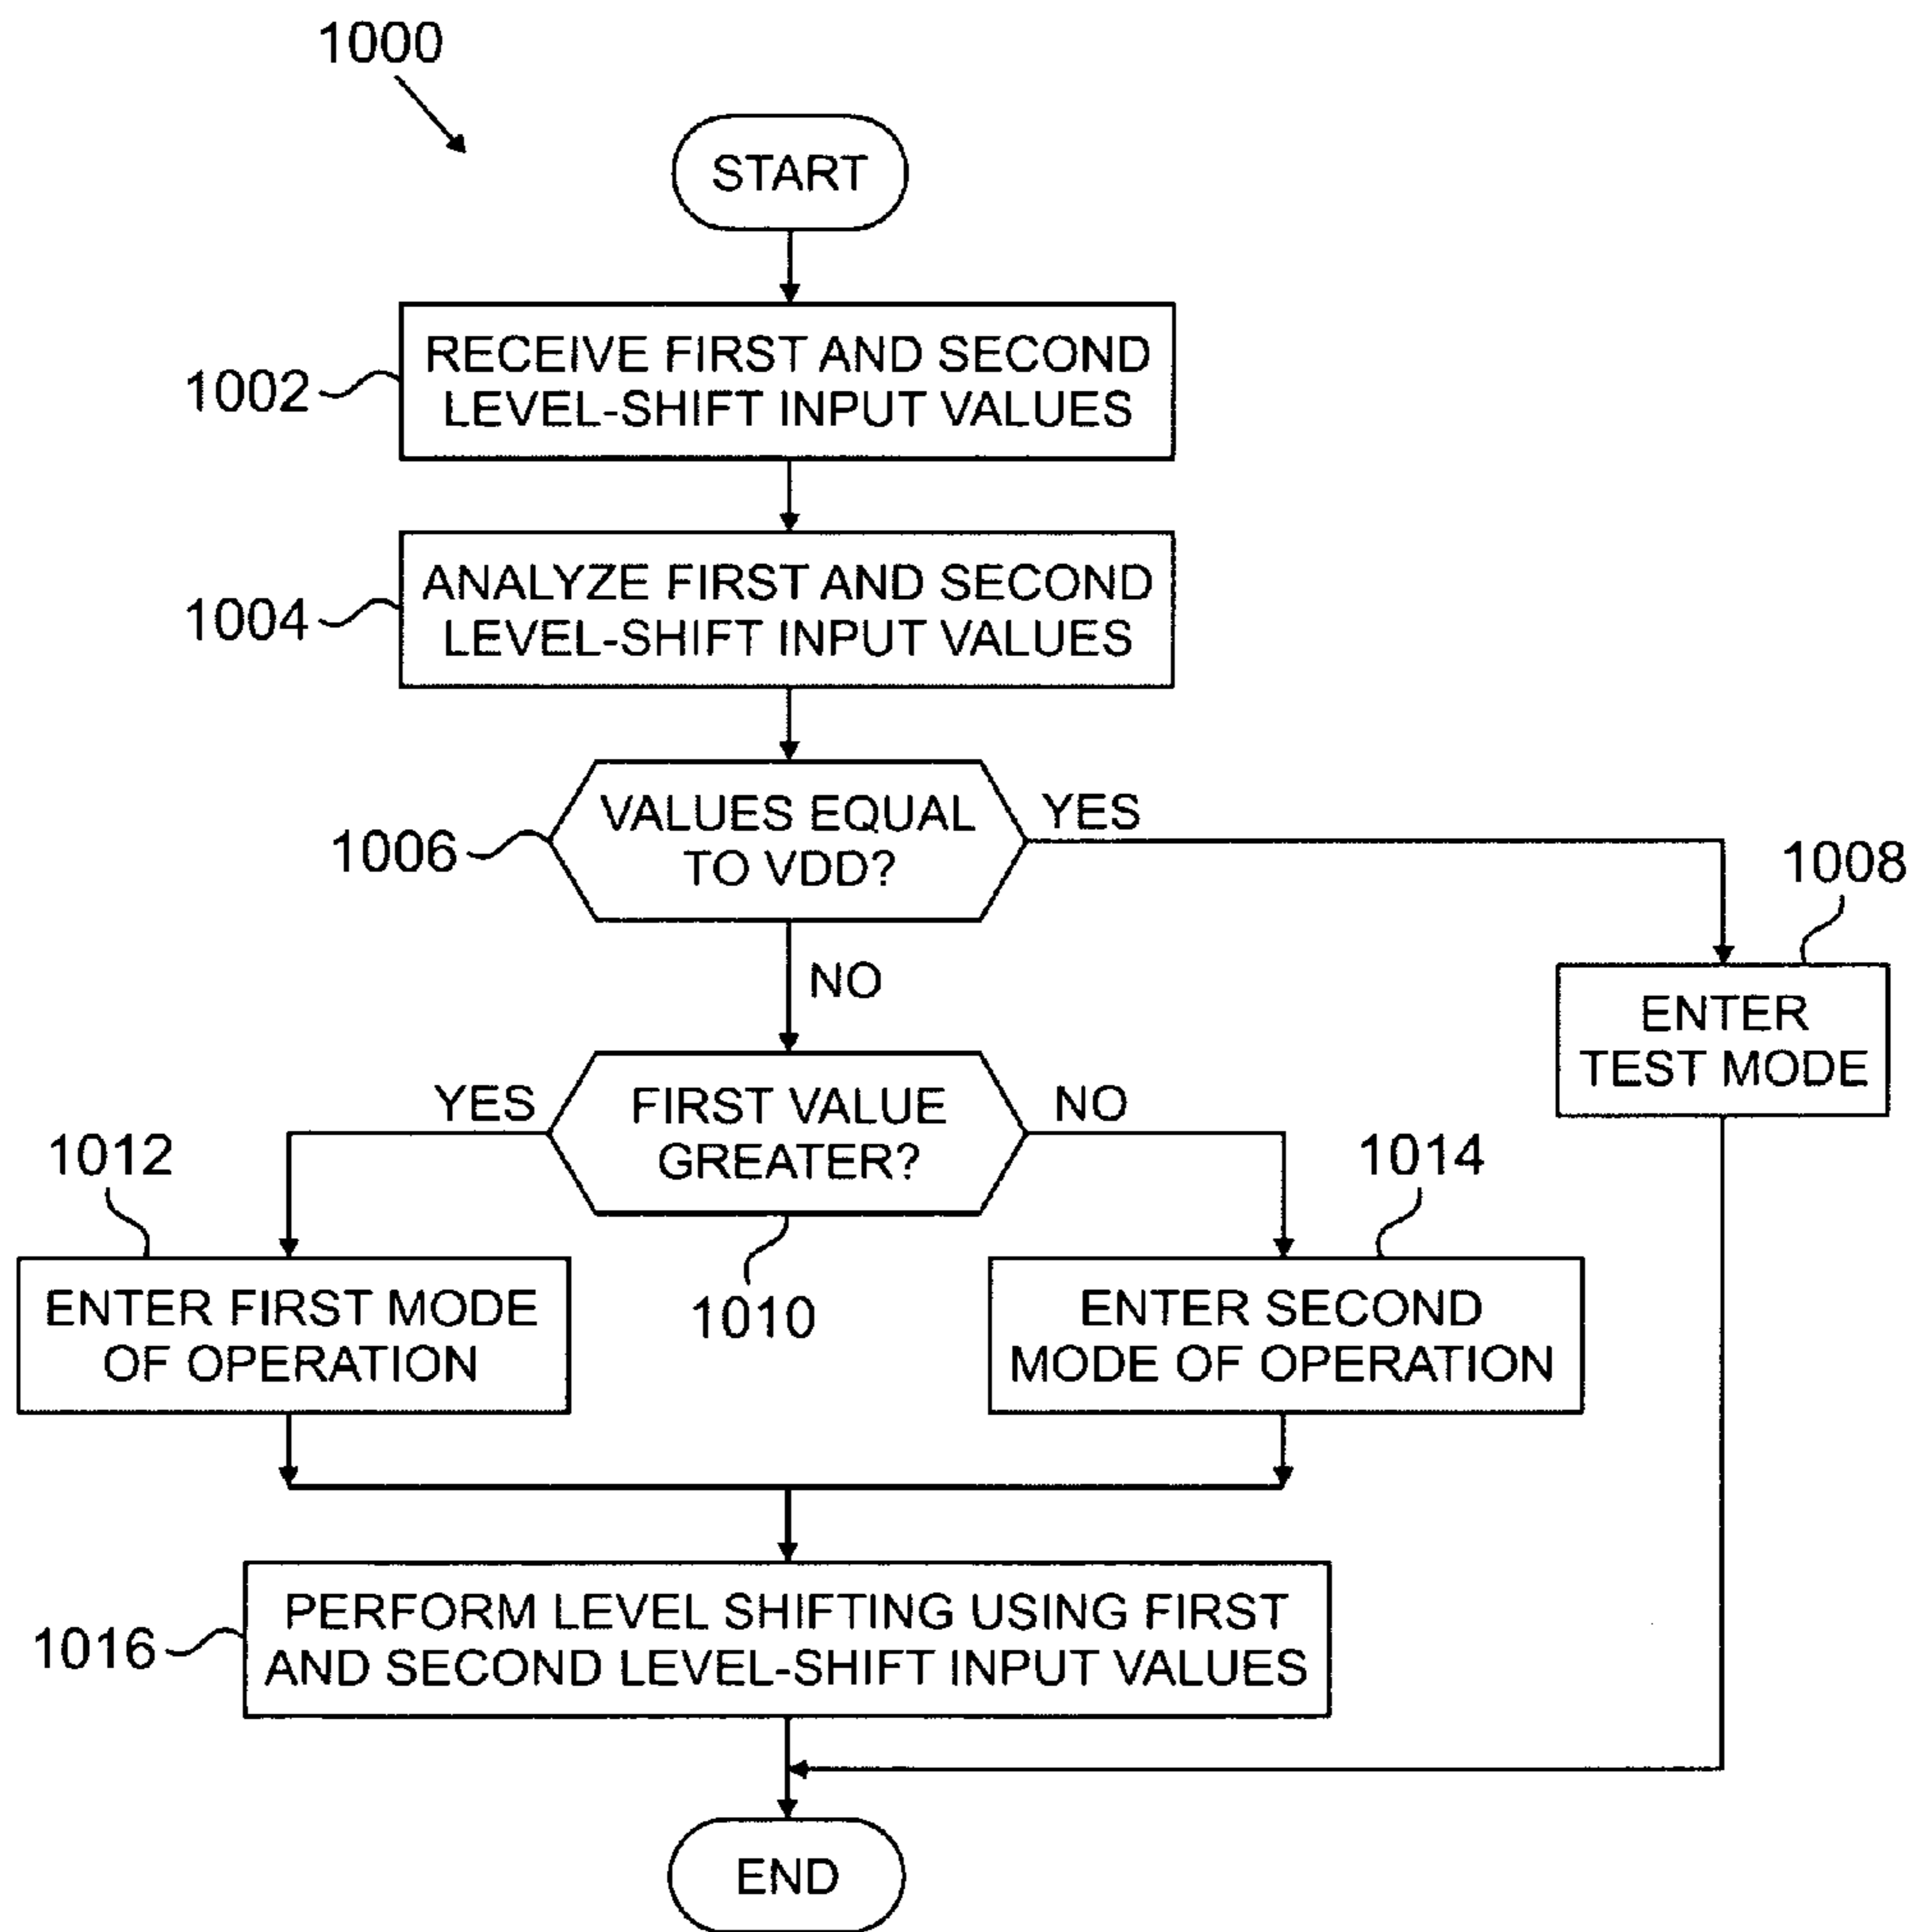 1000
START
1002
RECEIVE FIRST AND SECOND
LEVEL-SHIFT INPUT VALUES
1004
ANALYZE FIRST AND SECOND
LEVEL-SHIFT INPUT VALUES
1006
VALUES EQUAL
TO VDD?
YES
1008
NO
ENTER
TEST MODE
YES
FIRST VALUE
GREATER?
NO
1012
1014
1010
ENTER FIRST MODE
OF OPERATION
ENTER SECOND
MODE OF OPERATION
1016
PERFORM LEVEL SHIFTING USING FIRST
AND SECOND LEVEL-SHIFT INPUT VALUES
END